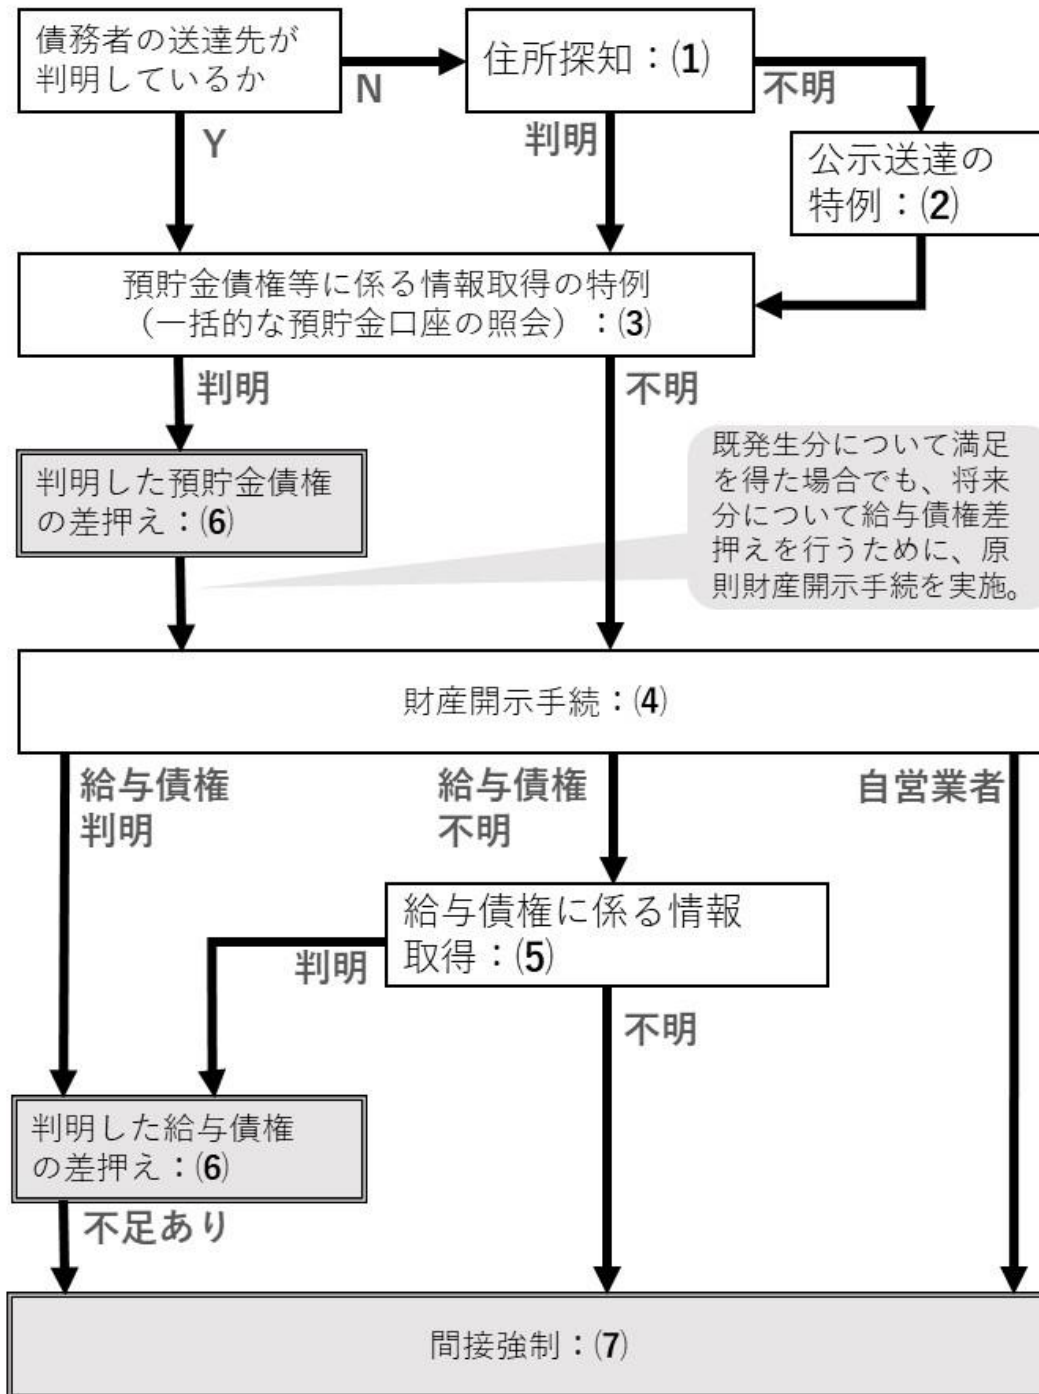 債務者の送達先が
判明しているか
N
Y
住所探知：(1)
不明
判明
公示送達の
特例：(2)
預貯金債権等に係る情報取得の特例
（一括的な預貯金口座の照会）：(3)
判明
不明
判明した預貯金債権
の差押え：(6)
既発生分について満足
を得た場合でも、将来
分について給与債権差
押えを行うために、原
則財産開示手続を実施。
財産開示手続：(4)
給与債権
判明
給与債権
不明
自営業者
給与債権に係る情報
取得：(5)
判明
不明
判明した給与債権
の差押え：(6)
不足あり
間接強制：(7)